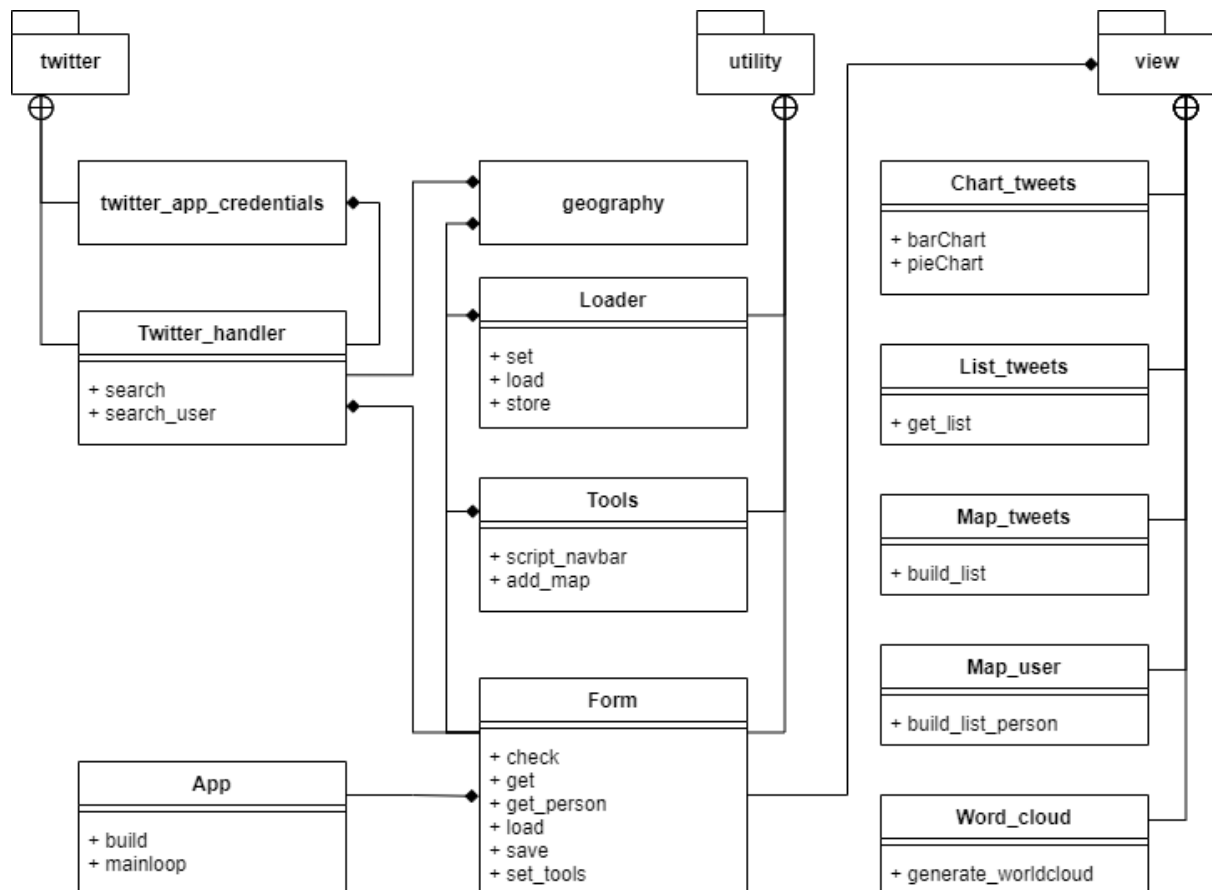 twitter
utility
view
twitter_app_credentials
geography
Chart_tweets
+ barChart
+ pieChart
Twitter_handler
+ search
+ search_user
Loader
+ set
+ load
+ store
List_tweets
+ get_list
Tools
+ script_navbar
+ add_map
Map_tweets
+ build_list
Form
+ check
+ get
+ get_person
+ load
+ save
+ set_tools
Map_user
+ build_list_person
App
+ build
+ mainloop
Word_cloud
+ generate_worldcloud